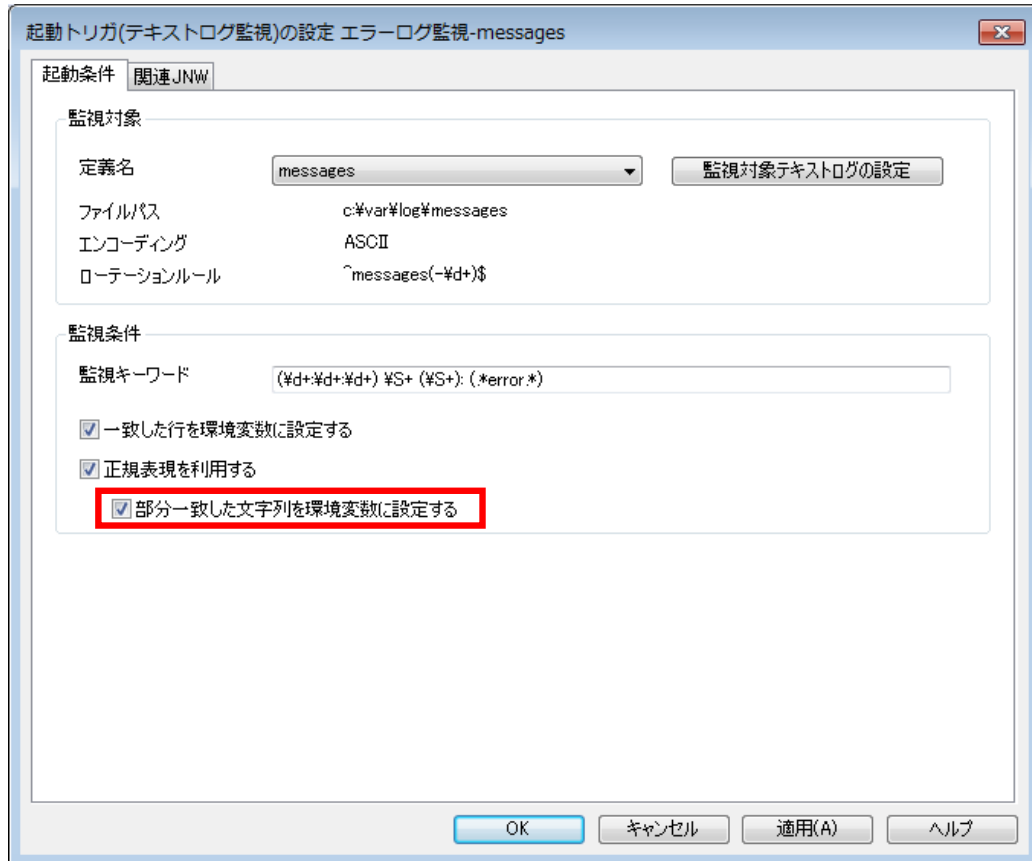 起動トリガ(テキストログ監視)の設定 エラーログ監視-messages
起動条件 関連JNW
監視対象
定義名 messages 監視対象テキストログの設定
ファイルパス c:¥var¥log¥messages
エンコーディング ASCII
ローテーションルール ^messages(-¥d+)$
監視条件
監視キーワード (¥d+:¥d+:¥d+) ¥S+ (¥S+): (.*error.*)
一致した行を環境変数に設定する
正規表現を利用する
部分一致した文字列を環境変数に設定する
OK キャンセル 適用(A) ヘルプ